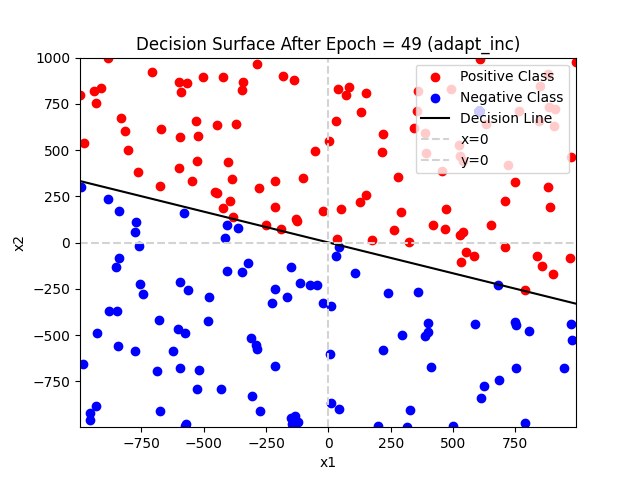 Decision Surface After Epoch = 49 (adapt_inc)
1000
750
500
250
0
−250
−500
−750
x2
Positive Class
Negative Class
Decision Line
x=0
y=0
−750 −500 −250 0 250 500 750
x1